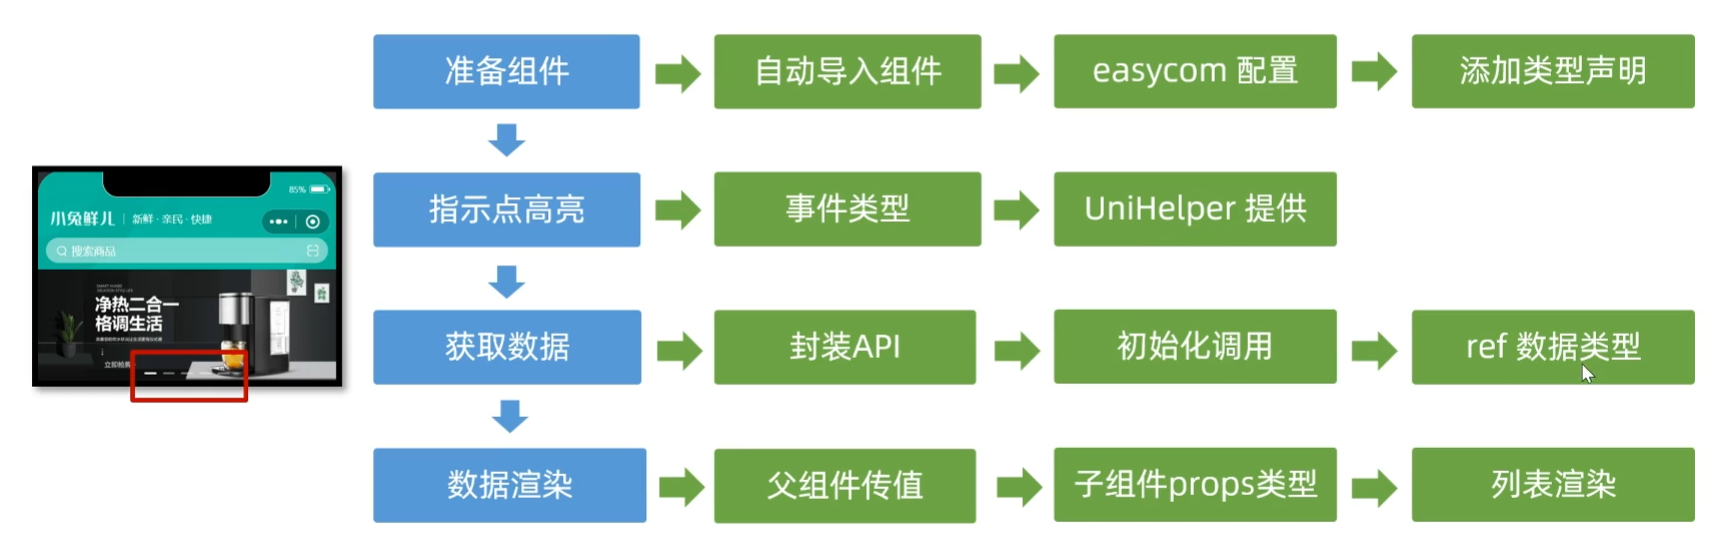 准备组件
自动导入组件
easycom 配置
添加类型声明
指示点高亮
事件类型
UniHelper 提供
获取数据
封装API
初始化调用
ref 数据类型
数据渲染
父组件传值
子组件props类型
列表渲染
85%
小兔鲜儿 | 新鲜·亲民·快捷
搜索商品
净热二合一
格调生活